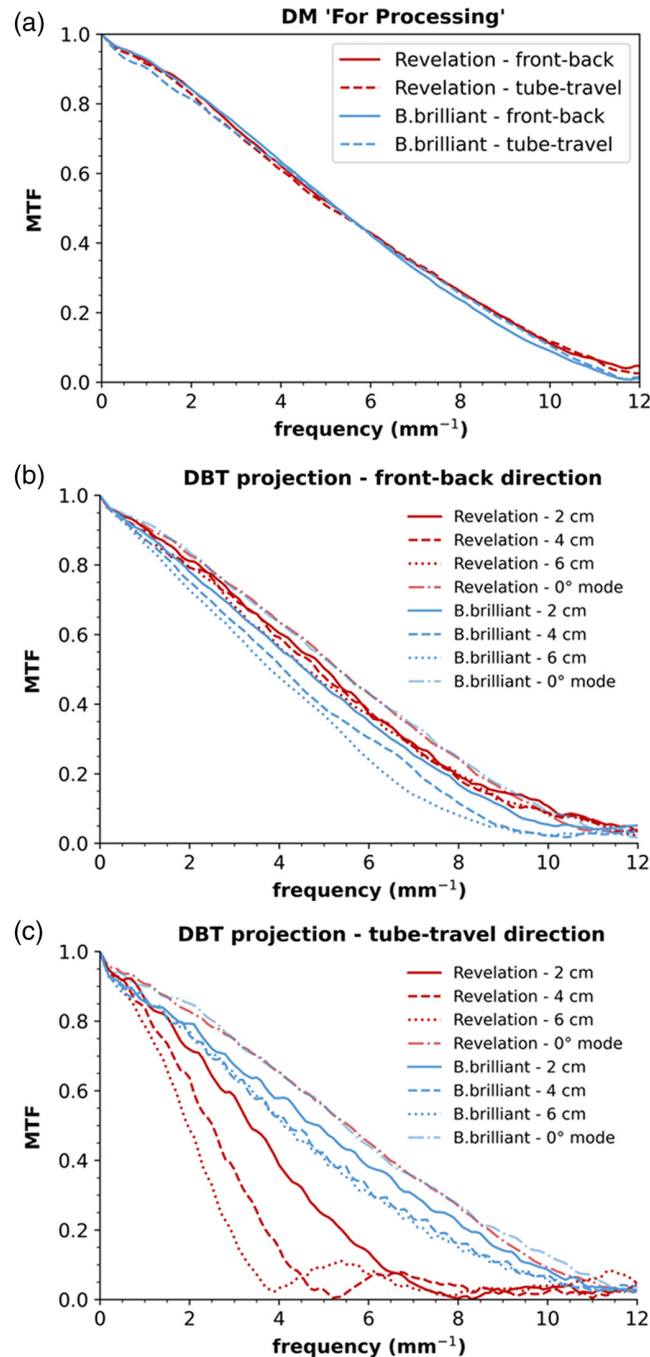 (a)
DM 'For Processing'
Revelation - front-back
Revelation - tube-travel
B.brilliant - front-back
B.brilliant - tube-travel
MTF
1.0
0.8
0.6
0.4
0.2
0.0
0 2 4 6 8 10 12
frequency (mm⁻¹)
(b)
DBT projection - front-back direction
Revelation - 2 cm
Revelation - 4 cm
Revelation - 6 cm
Revelation - 0° mode
B.brilliant - 2 cm
B.brilliant - 4 cm
B.brilliant - 6 cm
B.brilliant - 0° mode
MTF
1.0
0.8
0.6
0.4
0.2
0.0
0 2 4 6 8 10 12
frequency (mm⁻¹)
(c)
DBT projection - tube-travel direction
Revelation - 2 cm
Revelation - 4 cm
Revelation - 6 cm
Revelation - 0° mode
B.brilliant - 2 cm
B.brilliant - 4 cm
B.brilliant - 6 cm
B.brilliant - 0° mode
MTF
1.0
0.8
0.6
0.4
0.2
0.0
0 2 4 6 8 10 12
frequency (mm⁻¹)